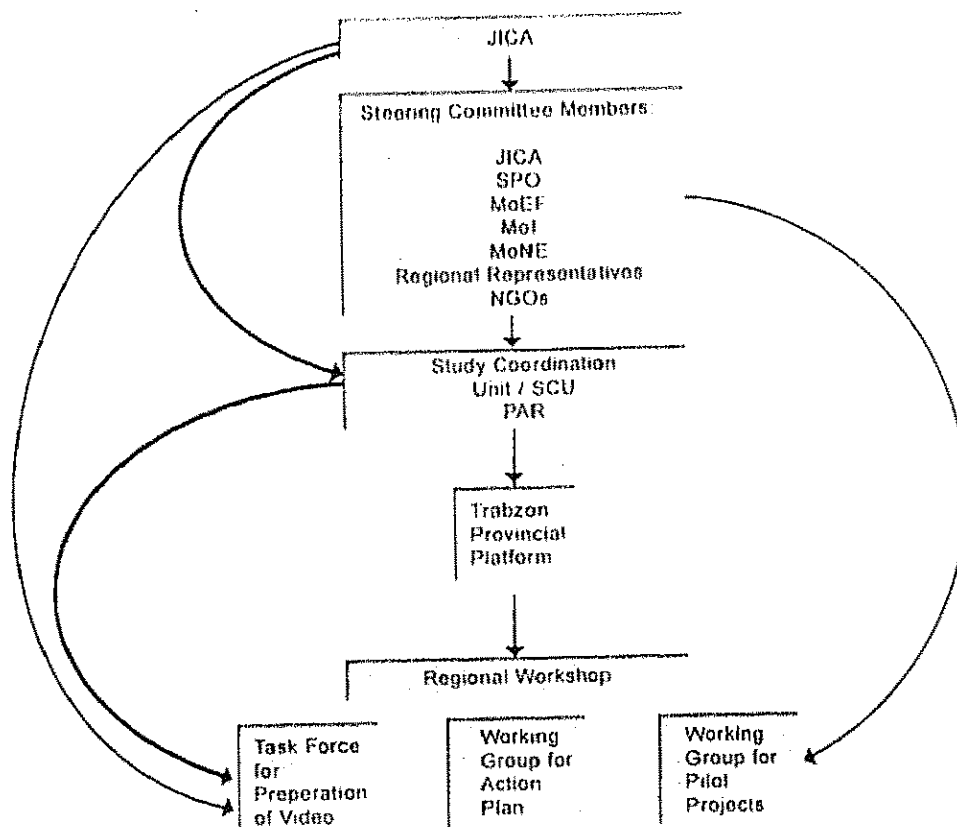 JICA
Steering Committee Members:
JICA
SPO
MoEF
MoI
MoNE
Regional Representatives
NGOs
Study Coordination
Unit / SCU
PAR
Trabzon
Provincial
Platform
Regional Workshop
Task Force
for
Preperation
of Video
Working
Group for
Action
Plan
Working
Group for
Pilot
Projects